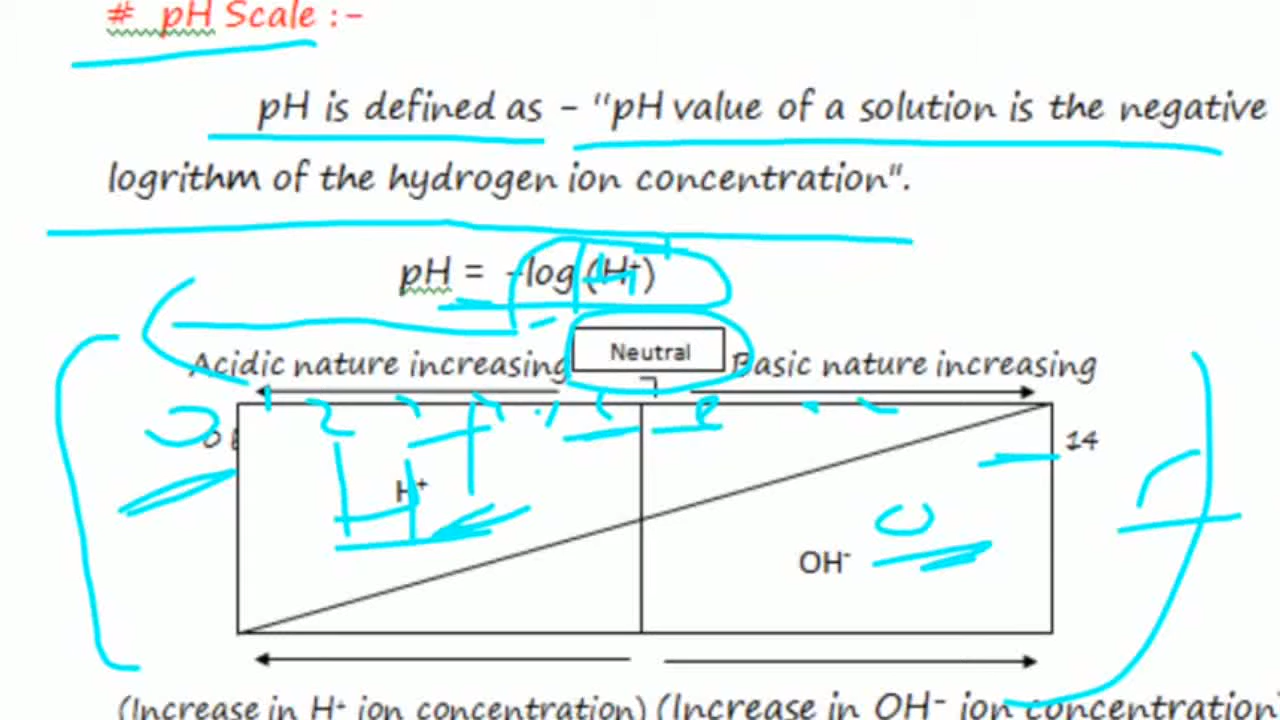 # pH Scale :-
pH is defined as - "pH value of a solution is the negative
logrithm of the hydrogen ion concentration".
pH = -log (H⁺)
Neutral
Acidic nature increasing
Basic nature increasing
7
0
14
H⁺
OH⁻
(Increase in H⁺ ion concentration) (Increase in OH⁻ ion concentration)